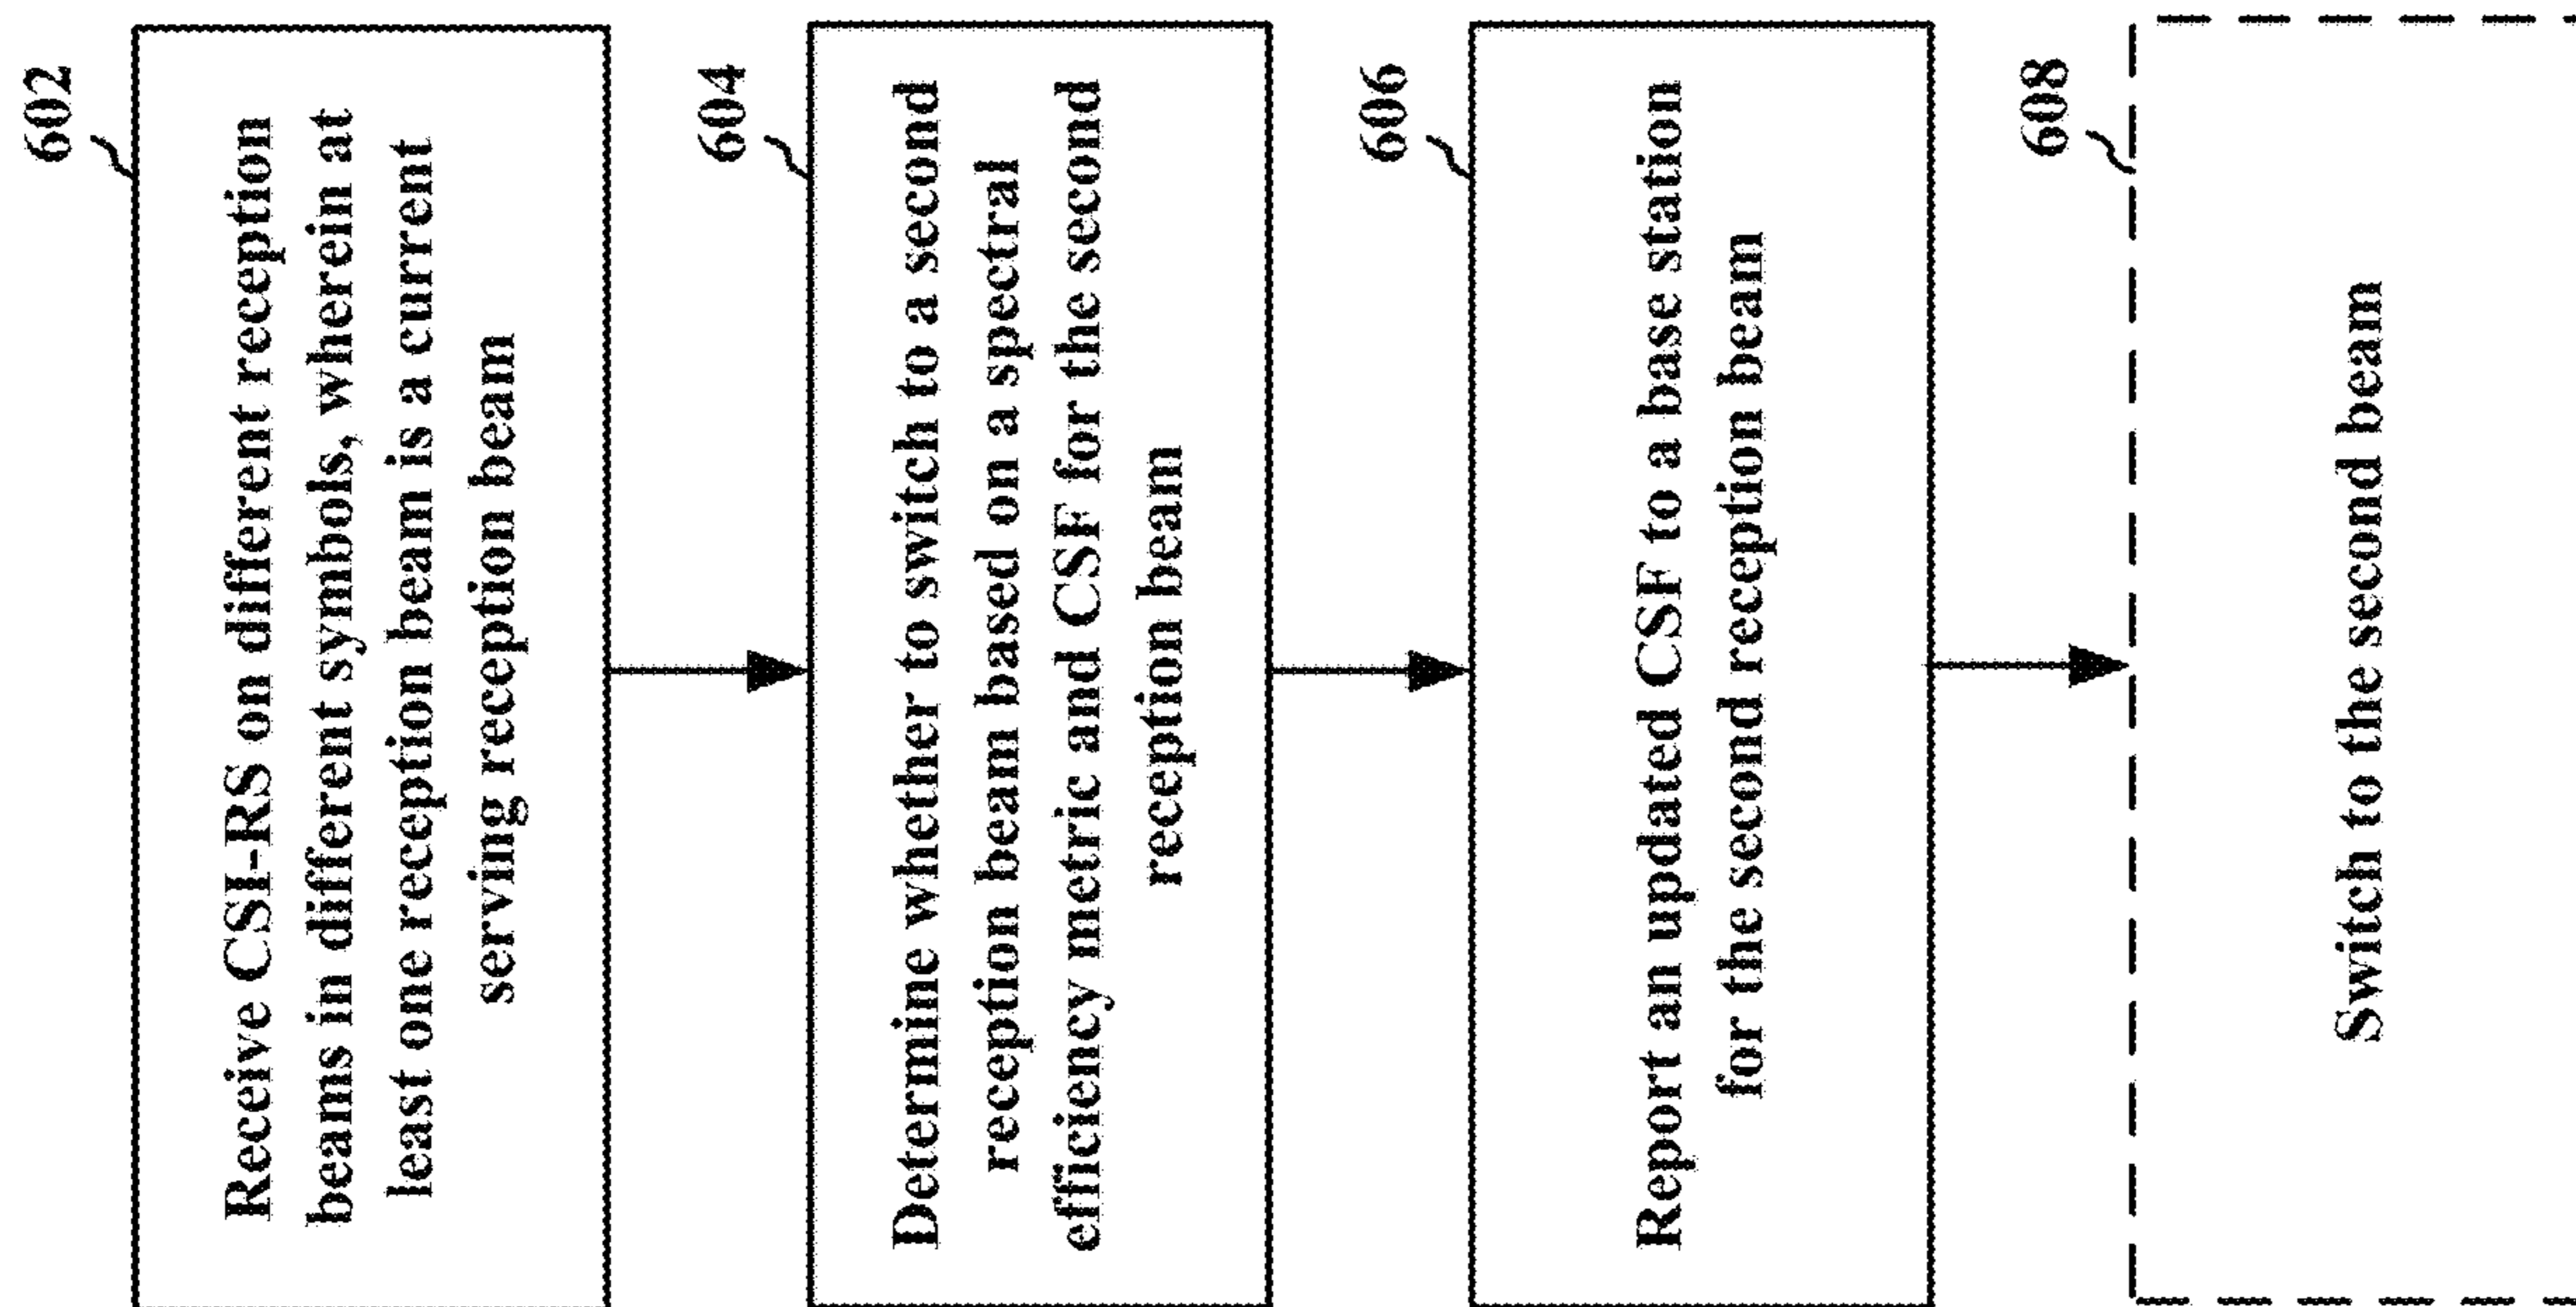 602
Receive CSI-RS on different reception
beams in different symbols, wherein at
least one reception beam is a current
serving reception beam
604
Determine whether to switch to a second
reception beam based on a spectral
efficiency metric and CSF for the second
reception beam
606
Report an updated CSF to a base station
for the second reception beam
608
Switch to the second beam